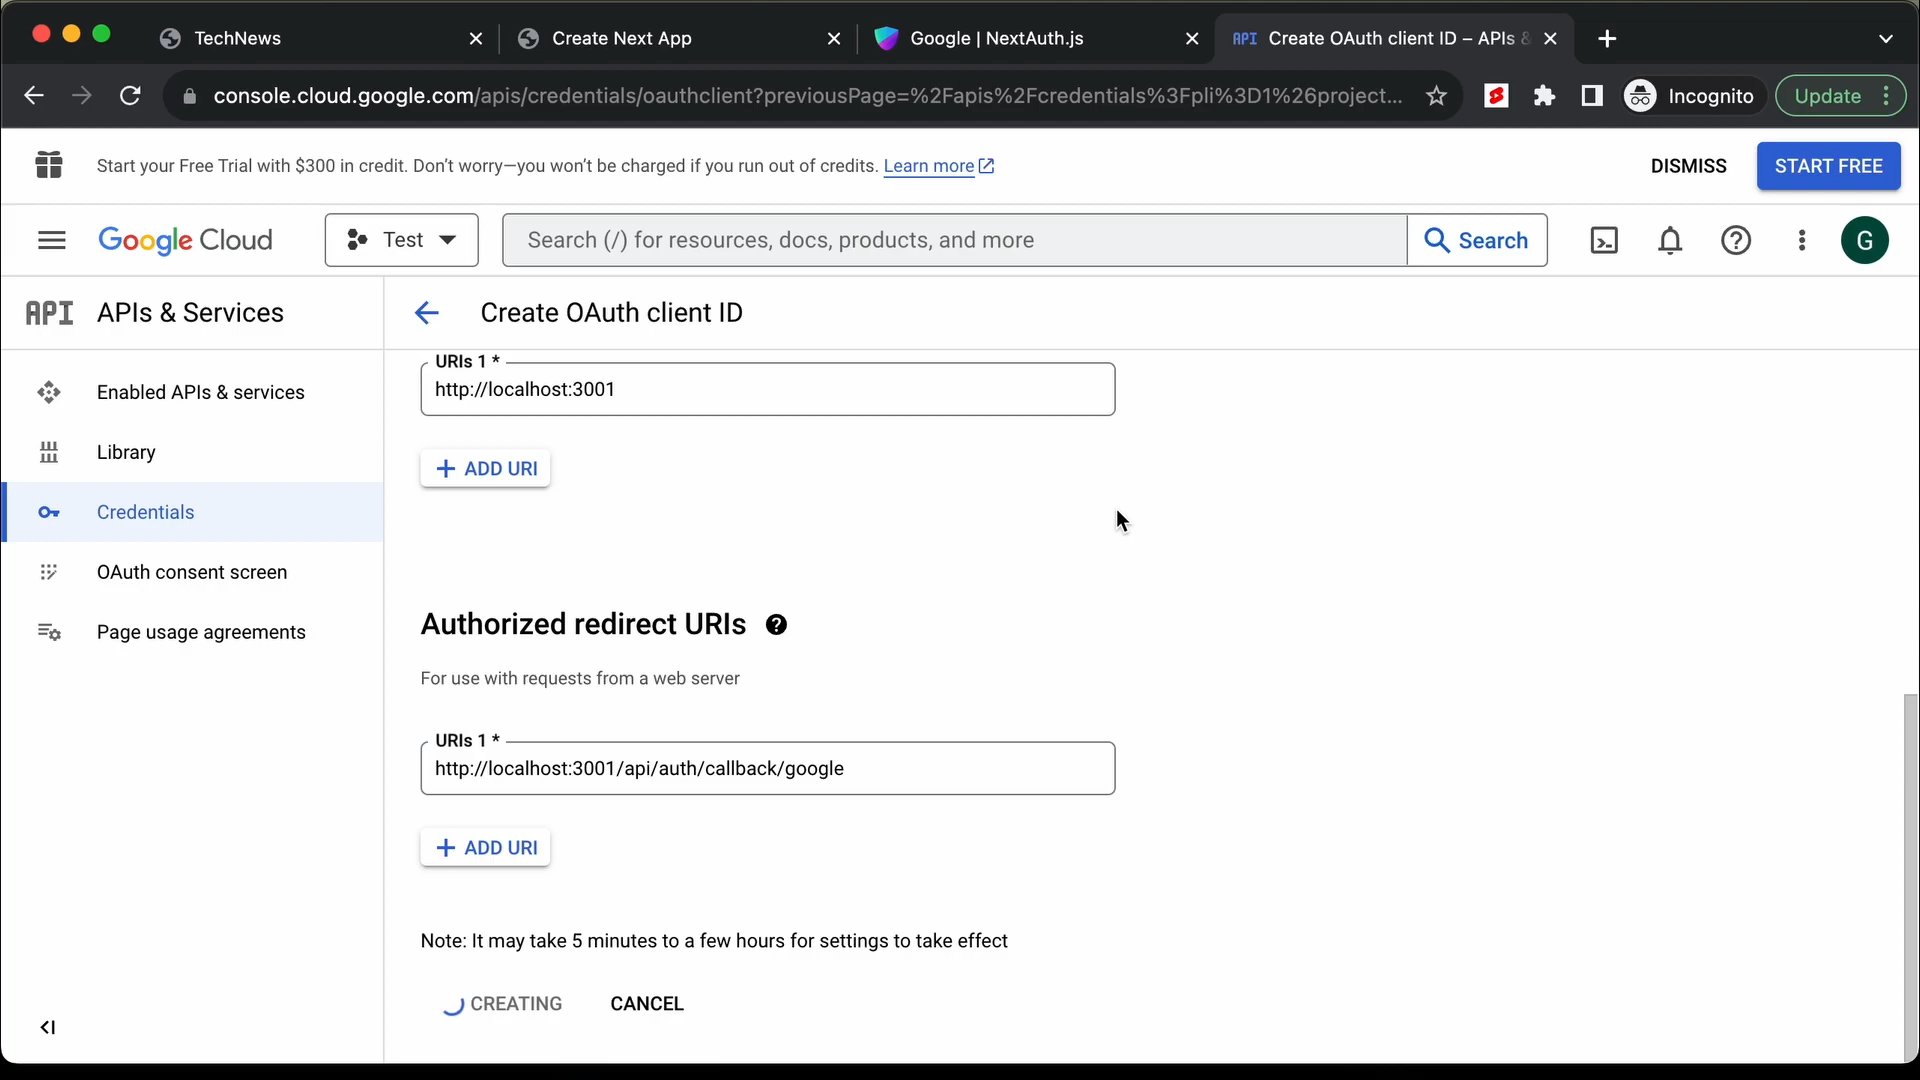 TechNews
Create Next App
Google | NextAuth.js
API Create OAuth client ID – APIs &
console.cloud.google.com/apis/credentials/oauthclient?previousPage=%2Fapis%2Fcredentials%3Fpli%3D1%26project...
Incognito
Update
Start your Free Trial with $300 in credit. Don't worry—you won't be charged if you run out of credits. Learn more
DISMISS
START FREE
Google Cloud
Test
Search (/) for resources, docs, products, and more
Search
G
API APIs & Services
Create OAuth client ID
Enabled APIs & services
Library
Credentials
OAuth consent screen
Page usage agreements
URIs 1 *
http://localhost:3001
+ ADD URI
Authorized redirect URIs
For use with requests from a web server
URIs 1 *
http://localhost:3001/api/auth/callback/google
+ ADD URI
Note: It may take 5 minutes to a few hours for settings to take effect
CREATING
CANCEL